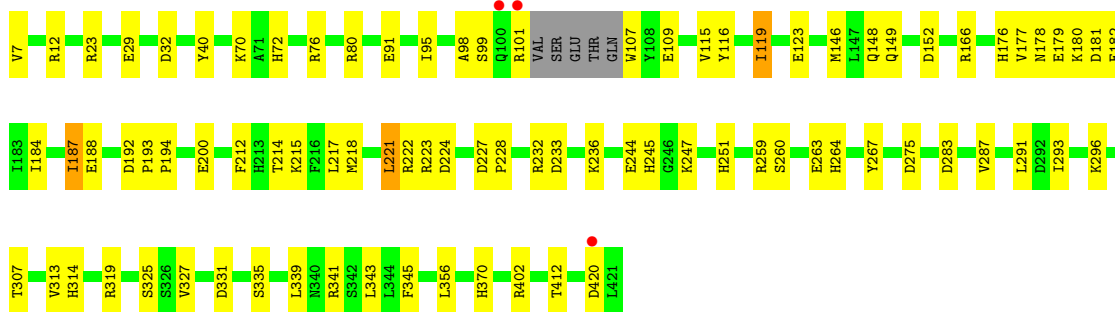 V7 R12 R23 E29 D32 Y40 K70 A71 H72 R76 R80 E91 I95 A98 S99 Q100 R101 VAL SER GLU THR GLN W107 Y108 E109 V115 Y116 I119 E123 M146 L147 Q148 Q149 D152 R166 H176 V177 N178 E179 K180 D181
I183 I184 I187 E188 D192 P193 P194 E200 F212 H213 T214 K215 F216 L217 M218 L221 R222 R223 D224 D227 P228 R232 D233 K236 E244 H245 G246 K247 H251 R259 S260 E263 H264 Y267 D275 D283 V287 L291 D292 I293 K296
T307 V313 H314 R319 S325 S326 V327 D331 S335 L339 N340 R341 S342 L343 L344 F345 L356 H370 R402 T412 D420 L421